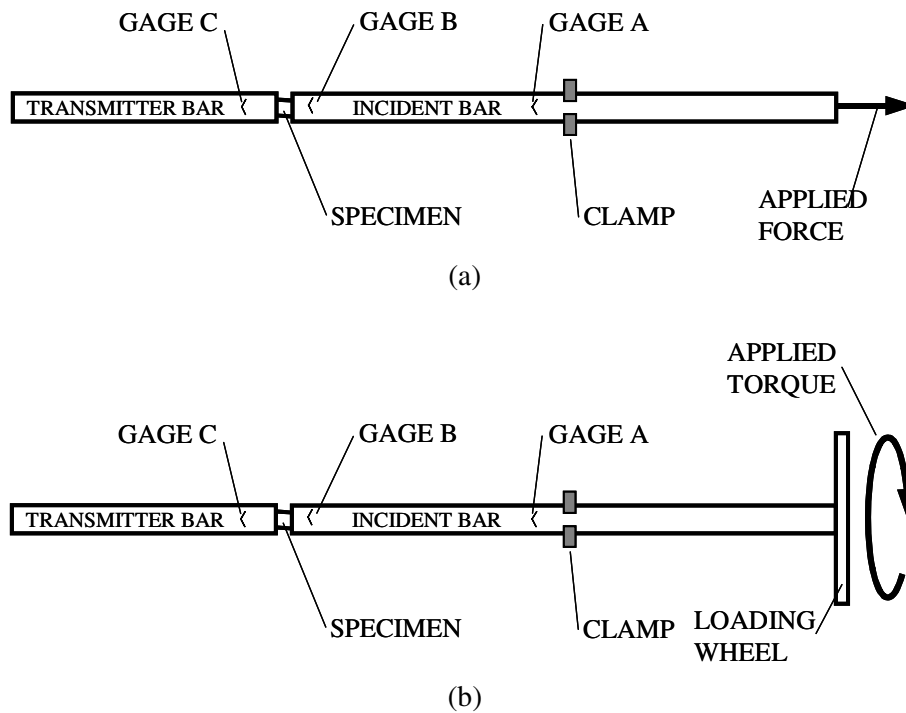 GAGE C
GAGE B
GAGE A
TRANSMITTER BAR
INCIDENT BAR
SPECIMEN
CLAMP
APPLIED
FORCE
(a)
APPLIED
TORQUE
GAGE C
GAGE B
GAGE A
TRANSMITTER BAR
INCIDENT BAR
SPECIMEN
CLAMP
LOADING
WHEEL
(b)